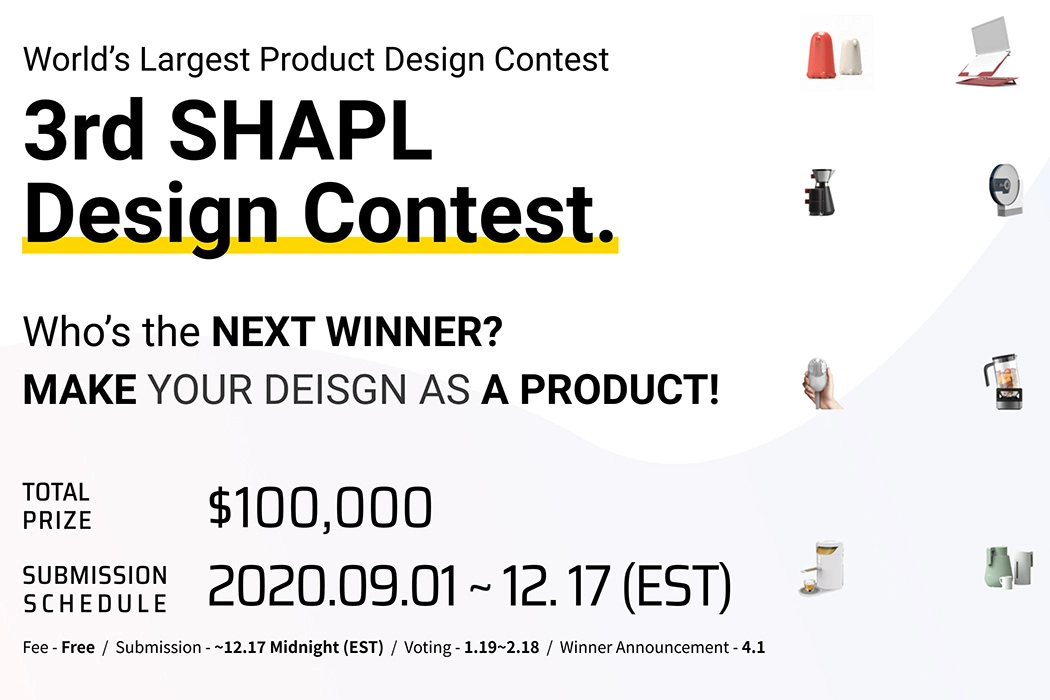 World’s Largest Product Design Contest
3rd SHAPL
Design Contest.
Who’s the NEXT WINNER?
MAKE YOUR DEISGN AS A PRODUCT!
TOTAL
PRIZE
$100,000
SUBMISSION
SCHEDULE
2020.09.01 ~ 12. 17 (EST)
Fee - Free / Submission - ~12.17 Midnight (EST) / Voting - 1.19~2.18 / Winner Announcement - 4.1